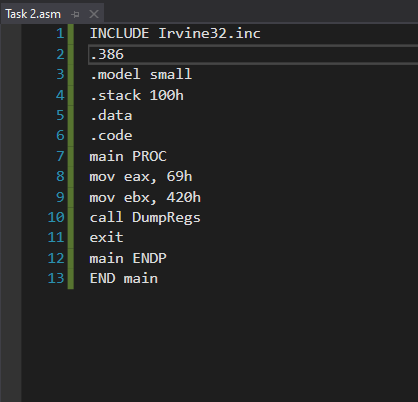 Task 2.asm
1 INCLUDE Irvine32.inc
2 .386
3 .model small
4 .stack 100h
5 .data
6 .code
7 main PROC
8 mov eax, 69h
9 mov ebx, 420h
10 call DumpRegs
11 exit
12 main ENDP
13 END main